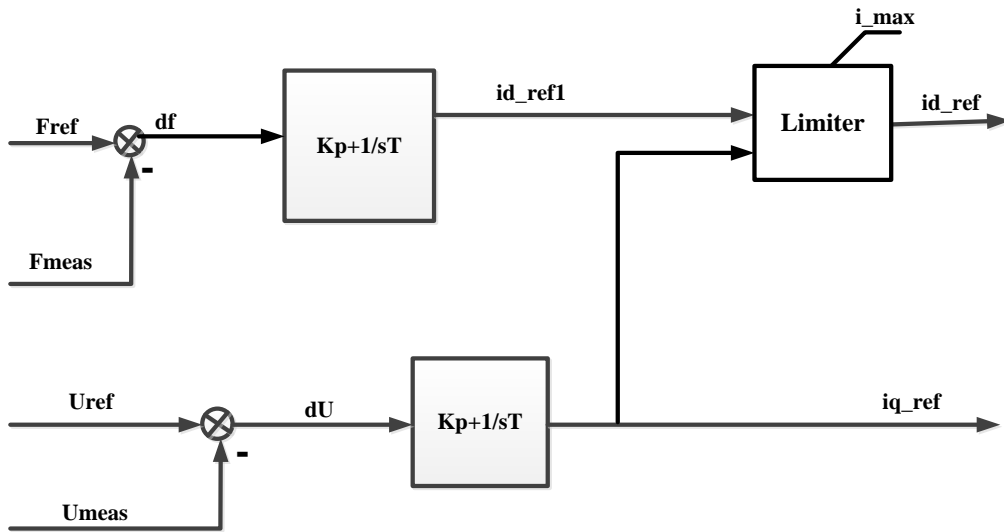 i_max
id_ref1
id_ref
Fref
df
Kp+1/sT
Limiter
-
Fmeas
Uref
dU
Kp+1/sT
iq_ref
-
Umeas